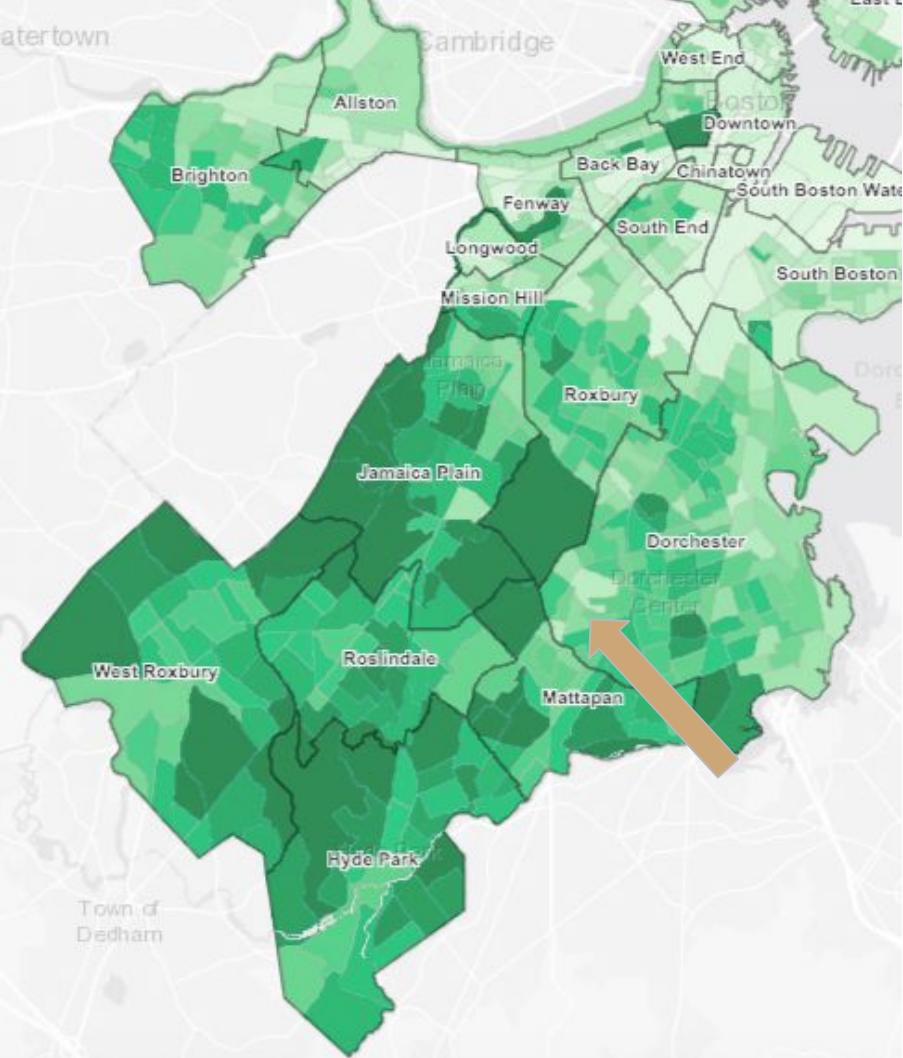 East B
atertown
Cambridge
West End
Allston
Boston
Downtown
Back Bay
Brighton
Chinatown
South Boston Wate
Fenway
South End
Longwood
South Boston
Mission Hill
Jamaica
Plain
Dorc
Roxbury
Jamaica Plain
Dorchester
Dorchester
Center
Roslindale
West Roxbury
Mattapan
Hyde Park
Town of
Dedham